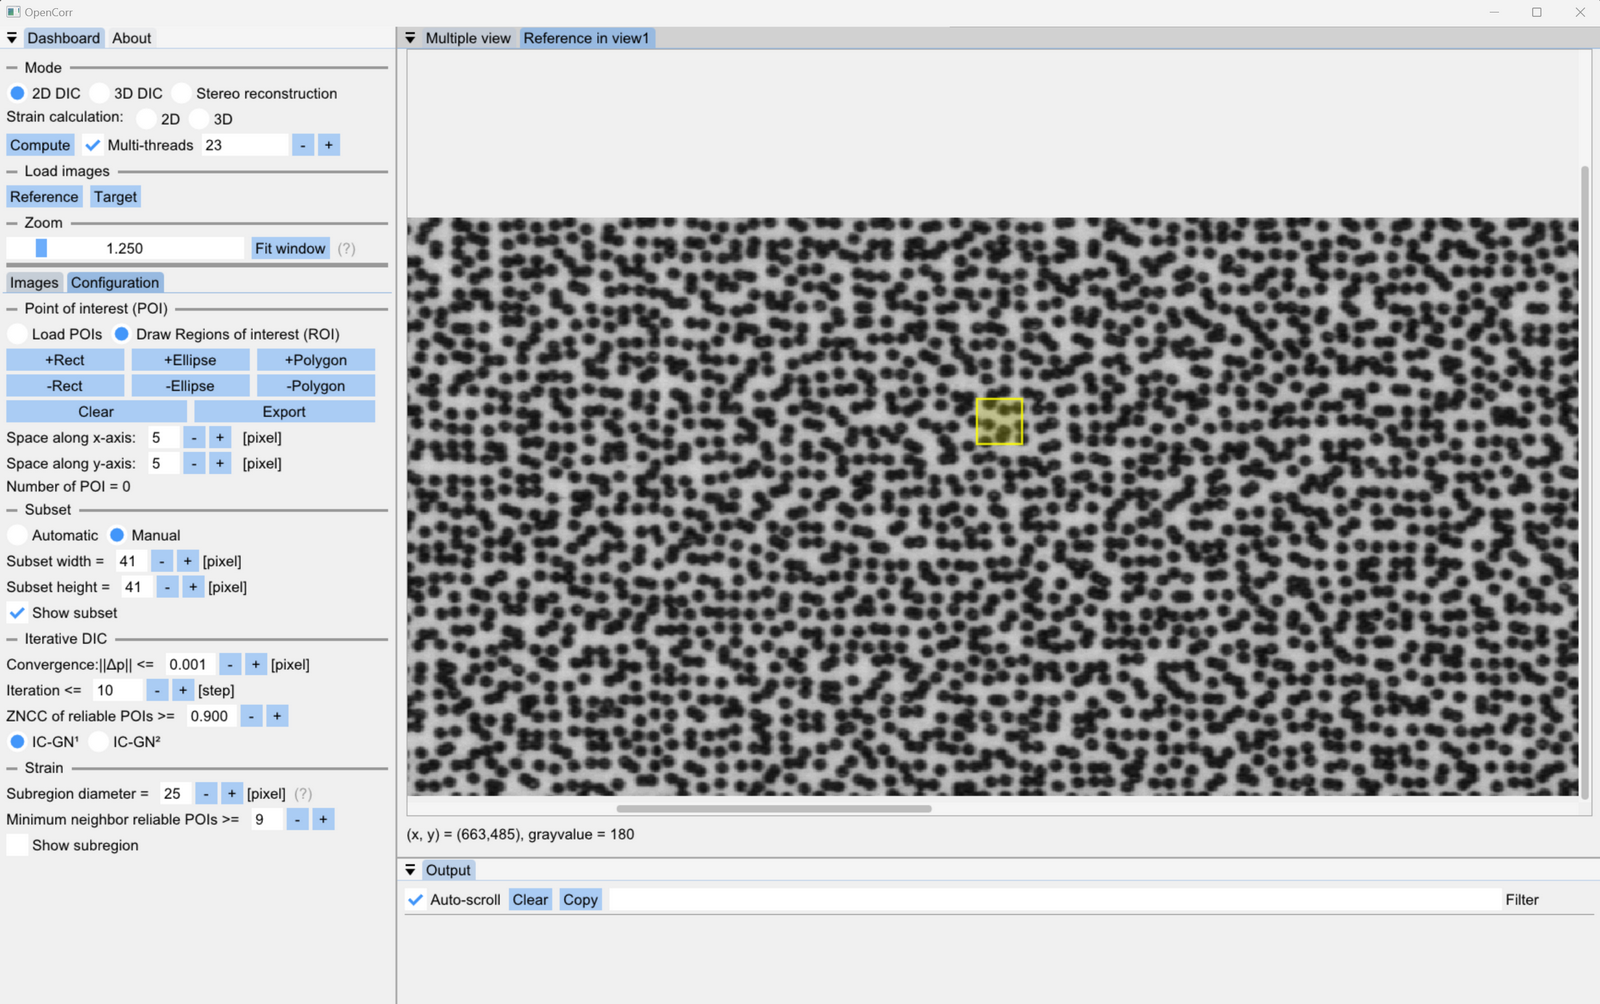 OpenCorr
Dashboard About
Mode
2D DIC 3D DIC Stereo reconstruction
Strain calculation: 2D 3D
Compute Multi-threads 23 - +
Load images
Reference Target
Zoom
1.250 Fit window (?)
Images Configuration
Point of interest (POI)
Load POIs Draw Regions of interest (ROI)
+Rect +Ellipse +Polygon
-Rect -Ellipse -Polygon
Clear Export
Space along x-axis: 5 - + [pixel]
Space along y-axis: 5 - + [pixel]
Number of POI = 0
Subset
Automatic Manual
Subset width = 41 - + [pixel]
Subset height = 41 - + [pixel]
Show subset
Iterative DIC
Convergence:||Δp|| <= 0.001 - + [pixel]
Iteration <= 10 - + [step]
ZNCC of reliable POIs >= 0.900 - +
IC-GN¹ IC-GN²
Strain
Subregion diameter = 25 - + [pixel] (?)
Minimum neighbor reliable POIs >= 9 - +
Show subregion
Multiple view Reference in view1
(x, y) = (663,485), grayvalue = 180
Output
Auto-scroll Clear Copy Filter